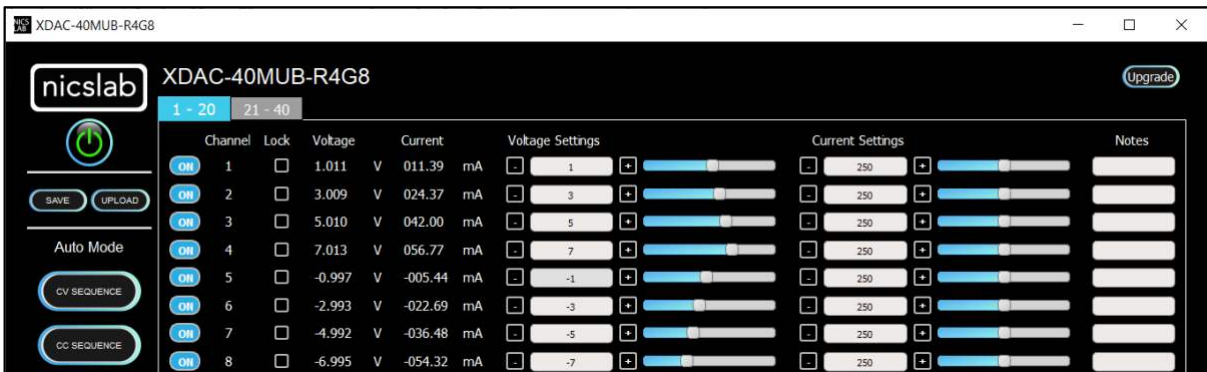 NICS LAB XDAC-40MUB-R4G8
nicslab XDAC-40MUB-R4G8 Upgrade
1 - 20 21 - 40
Channel Lock Voltage Current Voltage Settings Current Settings Notes
ON 1 1.011 V 011.39 mA - 1 + - 250 +
ON 2 3.009 V 024.37 mA - 3 + - 250 +
SAVE UPLOAD
ON 3 5.010 V 042.00 mA - 5 + - 250 +
Auto Mode
ON 4 7.013 V 056.77 mA - 7 + - 250 +
ON 5 -0.997 V -005.44 mA - -1 + - 250 +
CV SEQUENCE
ON 6 -2.993 V -022.69 mA - -3 + - 250 +
ON 7 -4.992 V -036.48 mA - -5 + - 250 +
CC SEQUENCE
ON 8 -6.995 V -054.32 mA - -7 + - 250 +